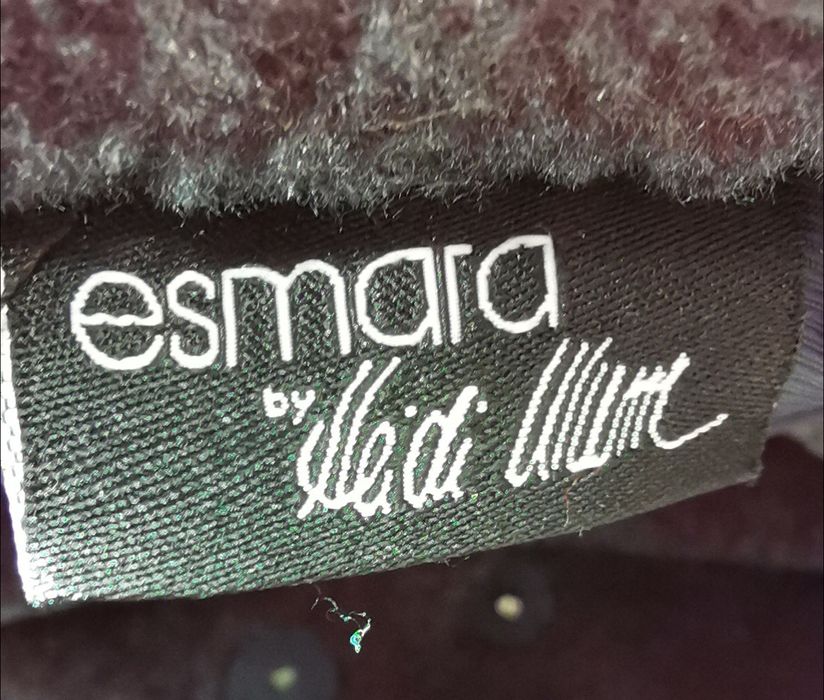 esmara
by Heidi Klum